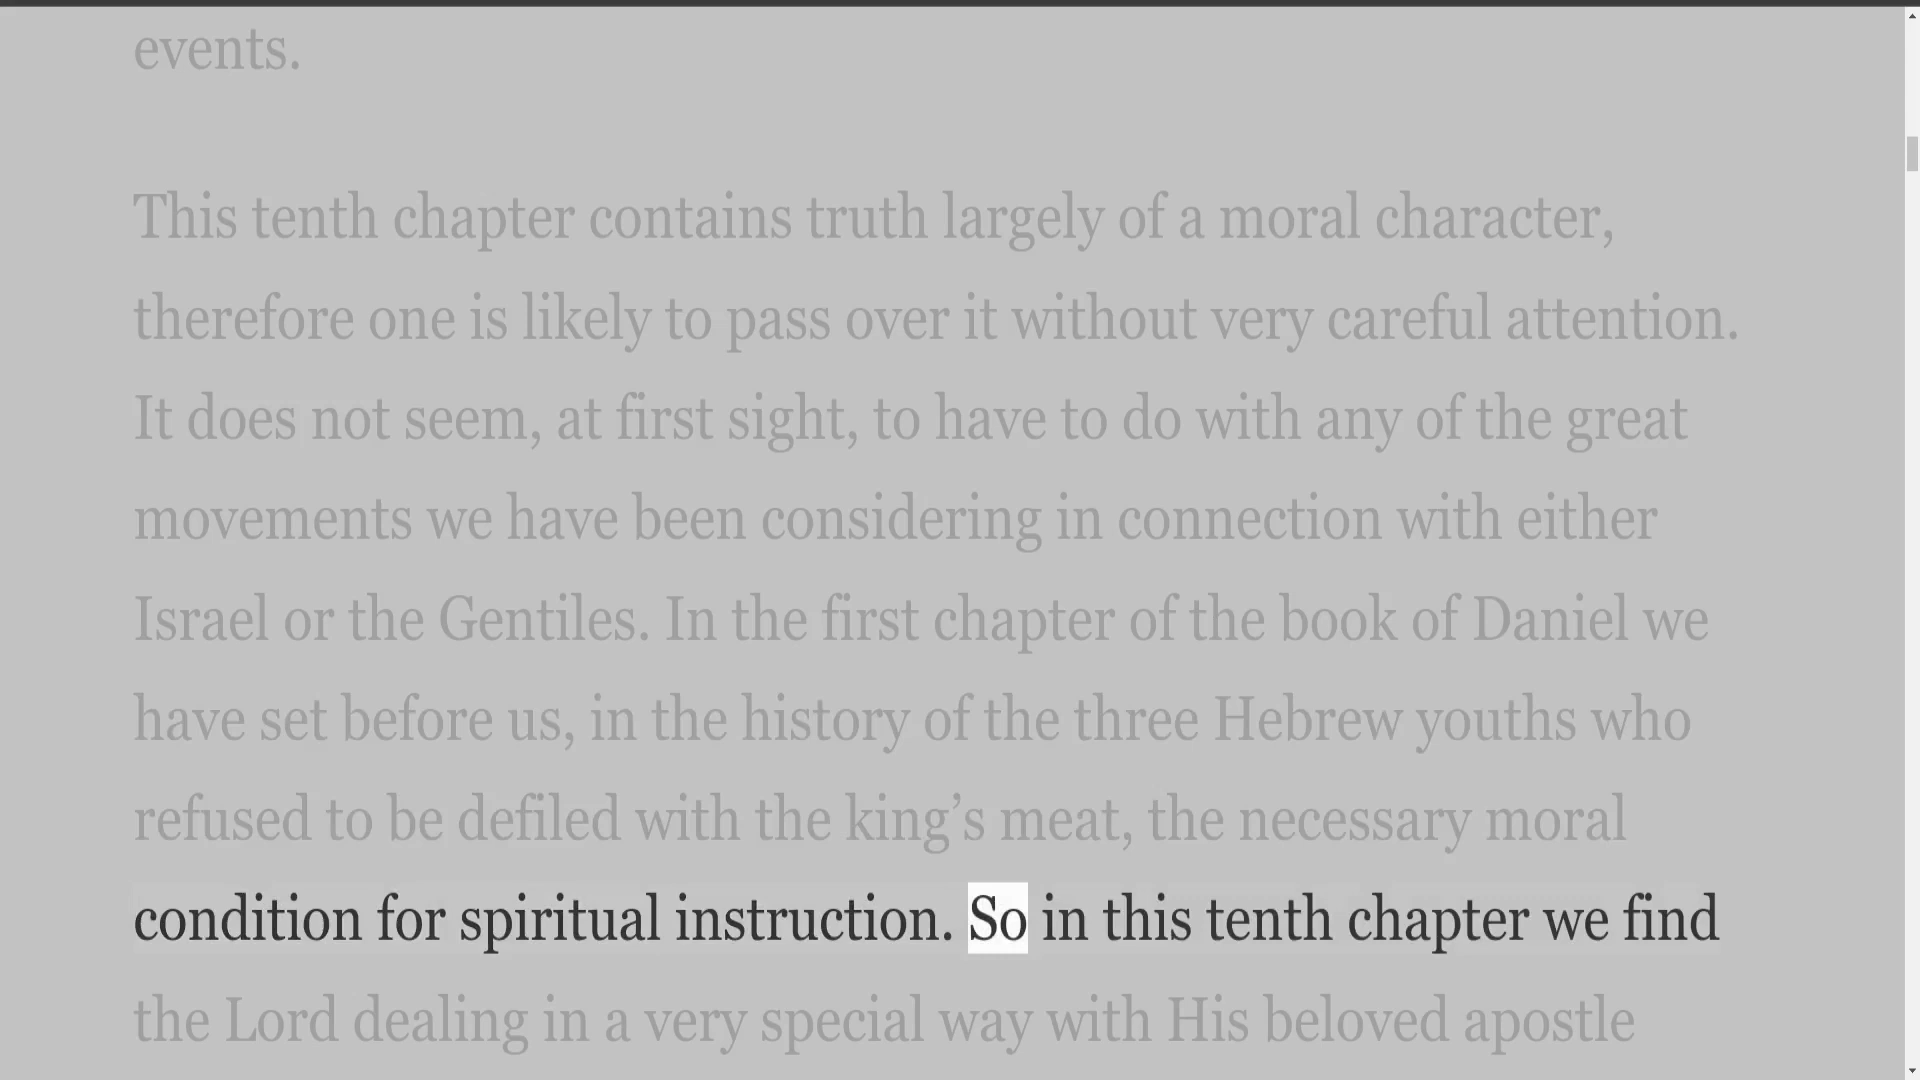 events.
This tenth chapter contains truth largely of a moral character,
therefore one is likely to pass over it without very careful attention.
It does not seem, at first sight, to have to do with any of the great
movements we have been considering in connection with either
Israel or the Gentiles. In the first chapter of the book of Daniel we
have set before us, in the history of the three Hebrew youths who
refused to be defiled with the king’s meat, the necessary moral
condition for spiritual instruction. So in this tenth chapter we find
the Lord dealing in a very special way with His beloved apostle